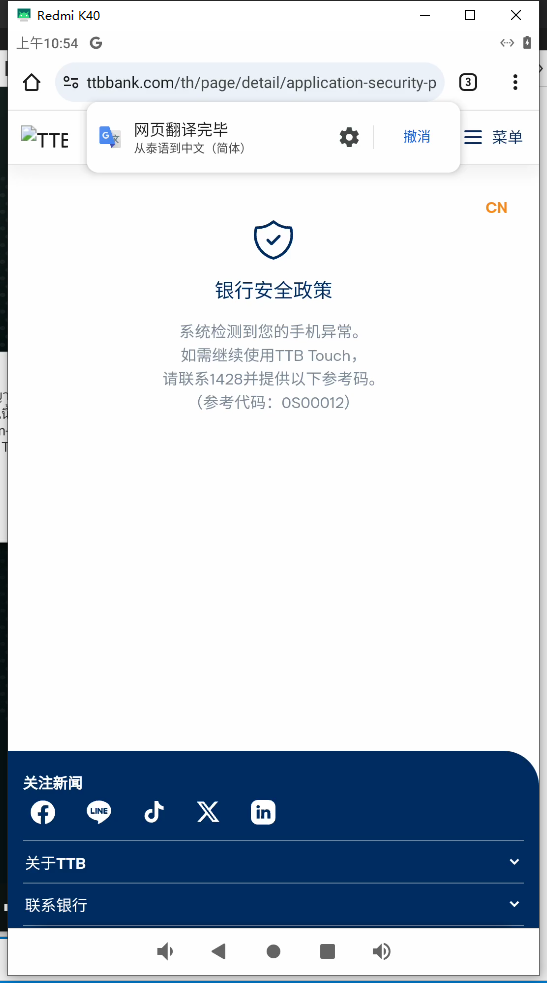 Redmi K40
上午10:54
ttbbank.com/th/page/detail/application-security-p
3
网页翻译完毕
从泰语到中文（简体）
撤消
TTB
菜单
CN
银行安全政策
系统检测到您的手机异常。
如需继续使用TTB Touch，
请联系1428并提供以下参考码。
（参考代码：0S00012）
关注新闻
LINE
关于TTB
联系银行